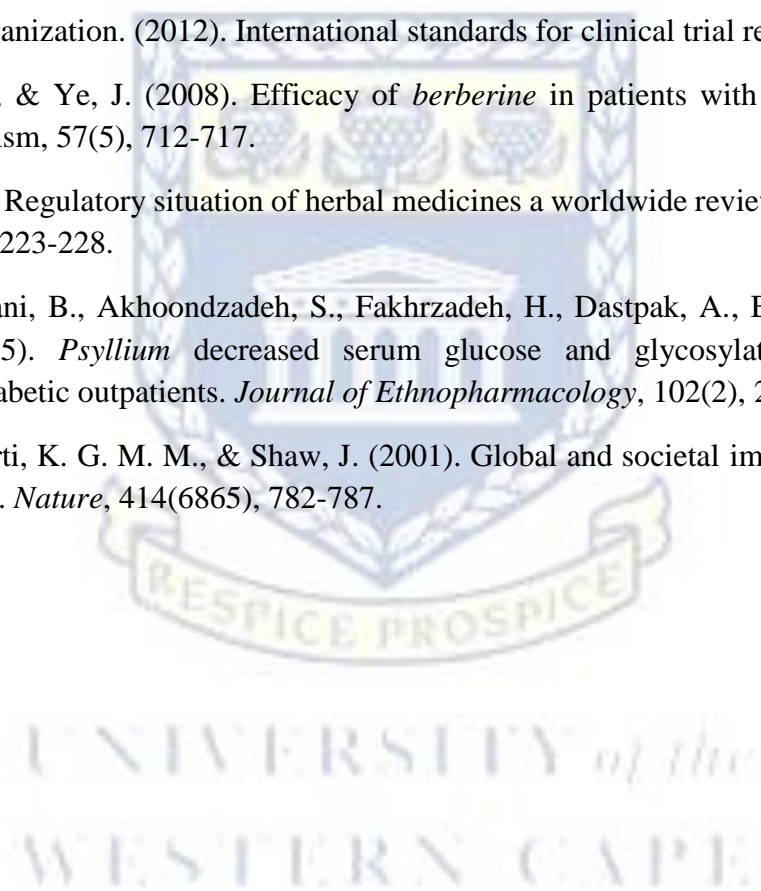 ranization. (2012). International standards for clinical trial re
, & Ye, J. (2008). Efficacy of berberine in patients with
ism, 57(5), 712-717.
Regulatory situation of herbal medicines a worldwide review
223-228.
ani, B., Akhoondzadeh, S., Fakhrzadeh, H., Dastpak, A., E
5). Psyllium decreased serum glucose and glycosylat
abetic outpatients. Journal of Ethnopharmacology, 102(2), 2
rti, K. G. M. M., & Shaw, J. (2001). Global and societal im
. Nature, 414(6865), 782-787.
RESPICE PROSPICE
UNIVERSITY of the
WESTERN CAPE